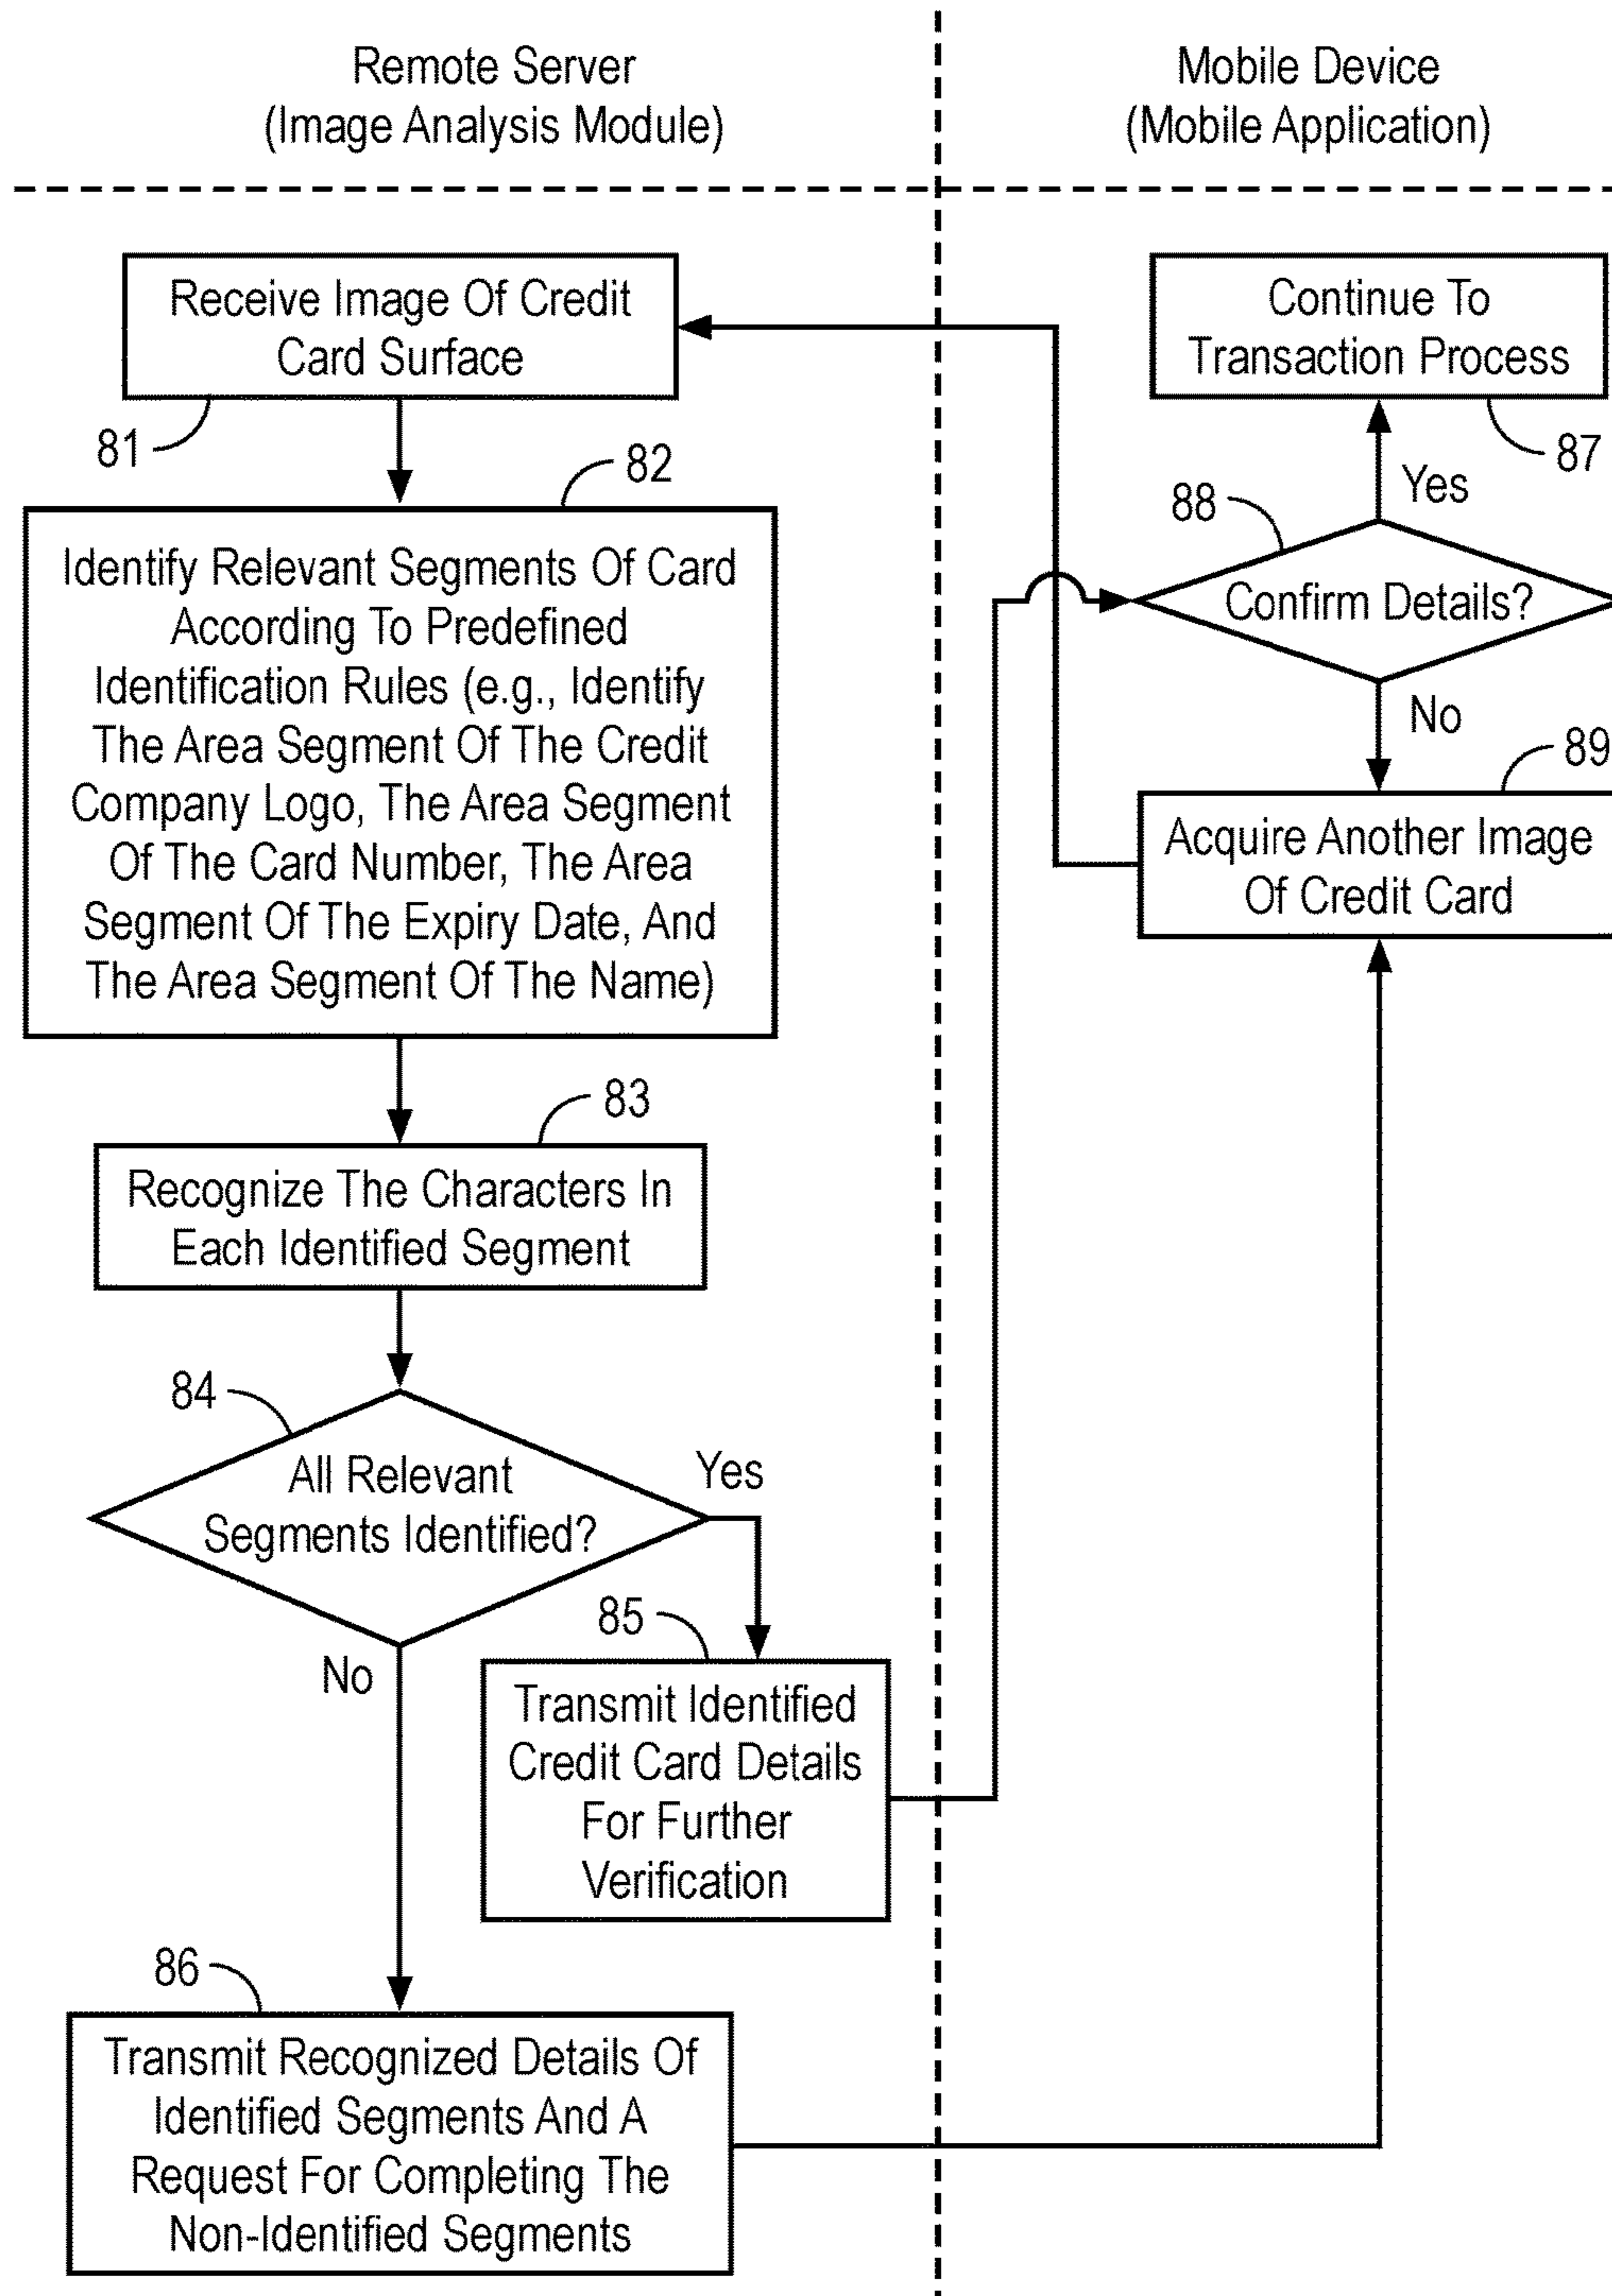 Remote Server
(Image Analysis Module)
Mobile Device
(Mobile Application)
Receive Image Of Credit
Card Surface
81
82
Identify Relevant Segments Of Card
According To Predefined
Identification Rules (e.g., Identify
The Area Segment Of The Credit
Company Logo, The Area Segment
Of The Card Number, The Area
Segment Of The Expiry Date, And
The Area Segment Of The Name)
83
Recognize The Characters In
Each Identified Segment
84
All Relevant
Segments Identified?
Yes
No
85
Transmit Identified
Credit Card Details
For Further
Verification
86
Transmit Recognized Details Of
Identified Segments And A
Request For Completing The
Non-Identified Segments
Continue To
Transaction Process
87
Yes
88
Confirm Details?
No
89
Acquire Another Image
Of Credit Card